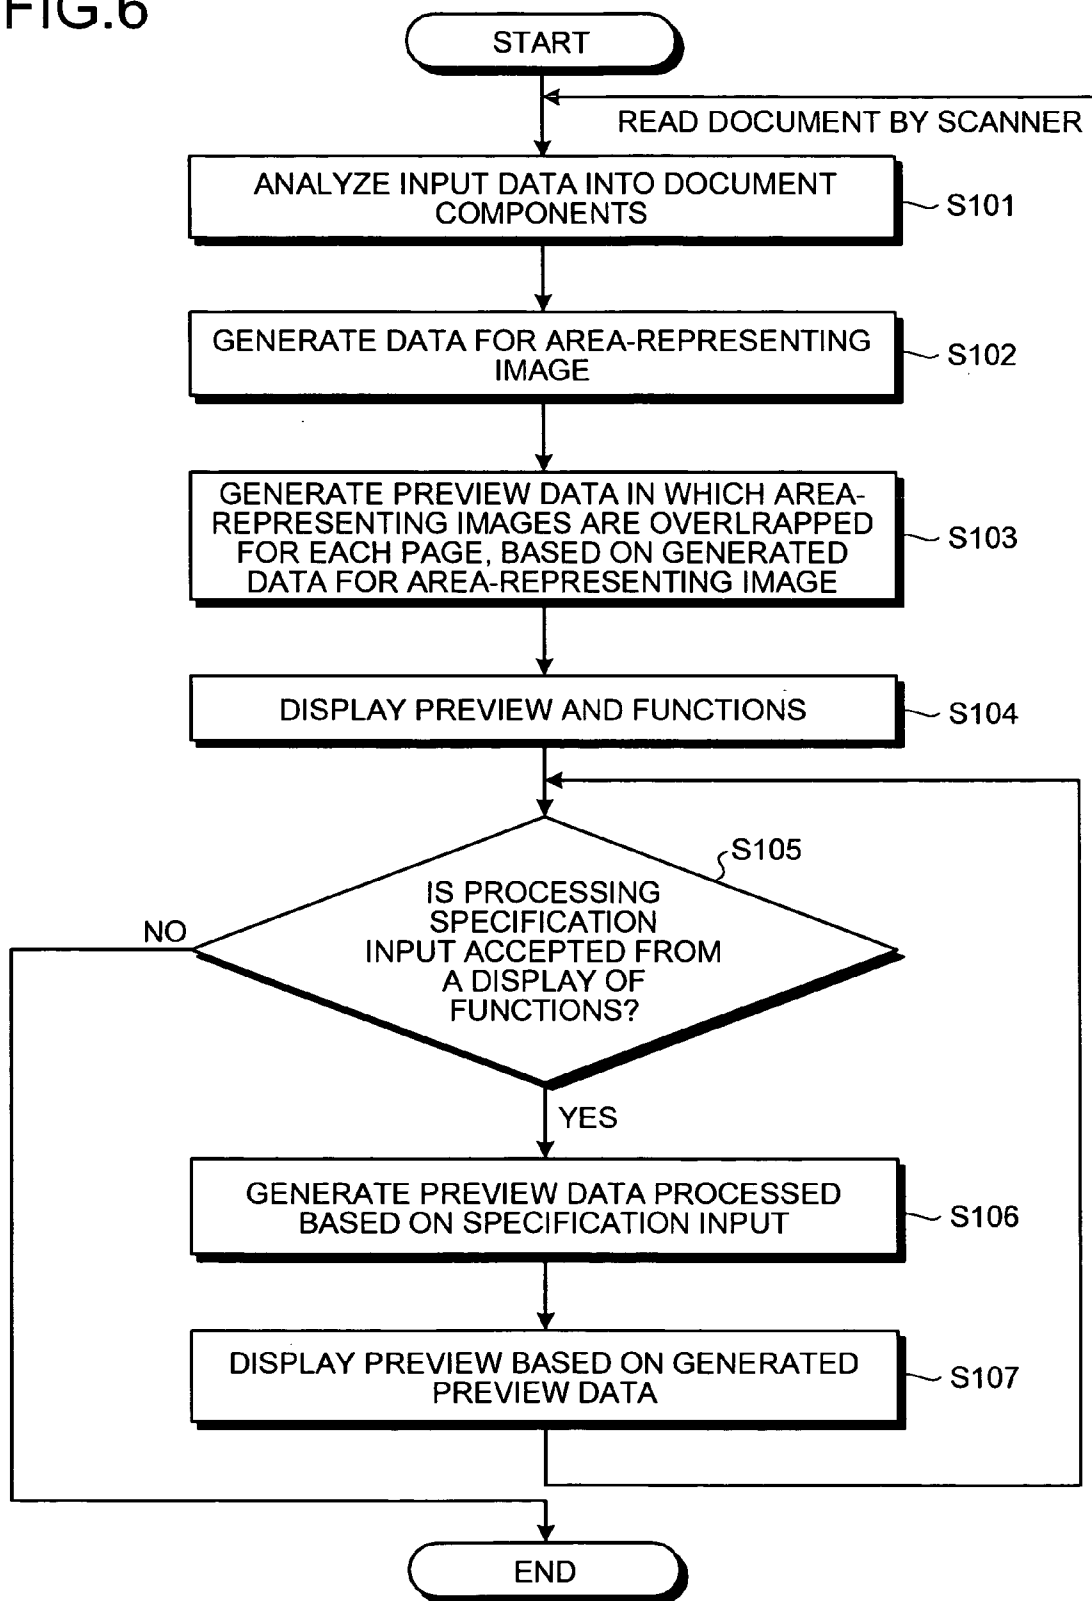 FIG.6
START
READ DOCUMENT BY SCANNER
ANALYZE INPUT DATA INTO DOCUMENT
COMPONENTS
S101
GENERATE DATA FOR AREA-REPRESENTING
IMAGE
S102
GENERATE PREVIEW DATA IN WHICH AREA-
REPRESENTING IMAGES ARE OVERLRAPPED
FOR EACH PAGE, BASED ON GENERATED
DATA FOR AREA-REPRESENTING IMAGE
S103
DISPLAY PREVIEW AND FUNCTIONS
S104
S105
IS PROCESSING
SPECIFICATION
INPUT ACCEPTED FROM
A DISPLAY OF
FUNCTIONS?
NO
YES
GENERATE PREVIEW DATA PROCESSED
BASED ON SPECIFICATION INPUT
S106
DISPLAY PREVIEW BASED ON GENERATED
PREVIEW DATA
S107
END